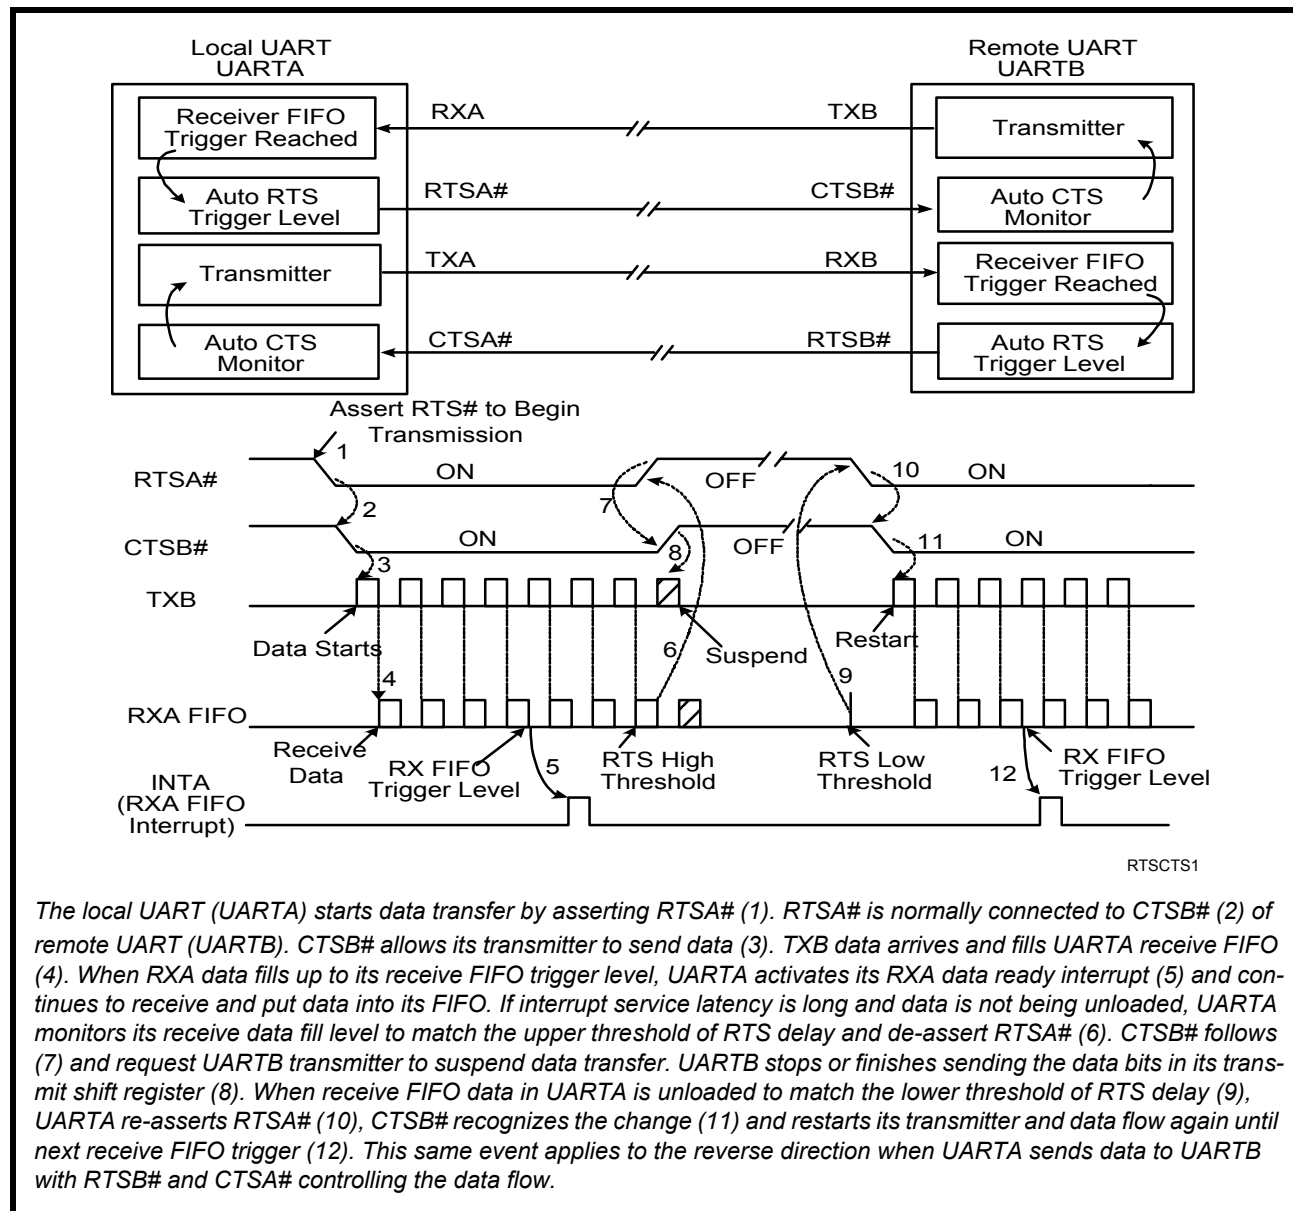 Local UART
UARTA
Remote UART
UARTB
Receiver FIFO
Trigger Reached
RXA
TXB
Transmitter
Auto RTS
Trigger Level
RTSA#
CTSB#
Auto CTS
Monitor
Transmitter
TXA
RXB
Receiver FIFO
Trigger Reached
Auto CTS
Monitor
CTSA#
RTSB#
Auto RTS
Trigger Level
Assert RTS# to Begin
Transmission
1
RTSA#
ON
OFF
10
ON
2
7
CTSB#
ON
8
OFF
11
ON
3
TXB
Data Starts
6
Suspend
Restart
4
9
RXA FIFO
Receive
Data
RX FIFO
Trigger Level
5
RTS High
Threshold
RTS Low
Threshold
12
RX FIFO
Trigger Level
INTA
(RXA FIFO
Interrupt)
RTSCTS1
The local UART (UARTA) starts data transfer by asserting RTSA# (1). RTSA# is normally connected to CTSB# (2) of
remote UART (UARTB). CTSB# allows its transmitter to send data (3). TXB data arrives and fills UARTA receive FIFO
(4). When RXA data fills up to its receive FIFO trigger level, UARTA activates its RXA data ready interrupt (5) and con-
tinues to receive and put data into its FIFO. If interrupt service latency is long and data is not being unloaded, UARTA
monitors its receive data fill level to match the upper threshold of RTS delay and de-assert RTSA# (6). CTSB# follows
(7) and request UARTB transmitter to suspend data transfer. UARTB stops or finishes sending the data bits in its trans-
mit shift register (8). When receive FIFO data in UARTA is unloaded to match the lower threshold of RTS delay (9),
UARTA re-asserts RTSA# (10), CTSB# recognizes the change (11) and restarts its transmitter and data flow again until
next receive FIFO trigger (12). This same event applies to the reverse direction when UARTA sends data to UARTB
with RTSB# and CTSA# controlling the data flow.